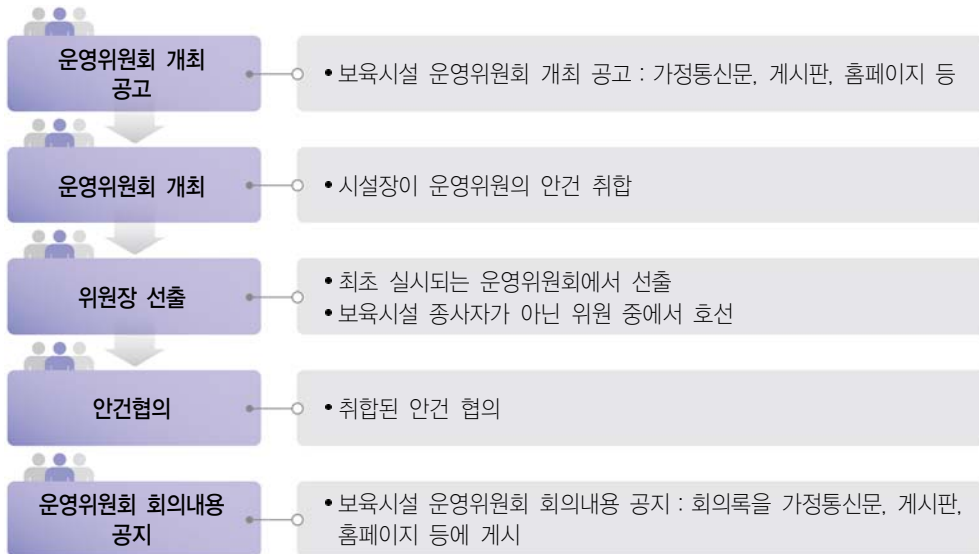 운영위원회 개최
공고
• 보육시설 운영위원회 개최 공고 : 가정통신문, 게시판, 홈페이지 등
운영위원회 개최
• 시설장이 운영위원의 안건 취합
위원장 선출
• 최초 실시되는 운영위원회에서 선출
• 보육시설 종사자가 아닌 위원 중에서 호선
안건협의
• 취합된 안건 협의
운영위원회 회의내용
공지
• 보육시설 운영위원회 회의내용 공지 : 회의록을 가정통신문, 게시판,
홈페이지 등에 게시